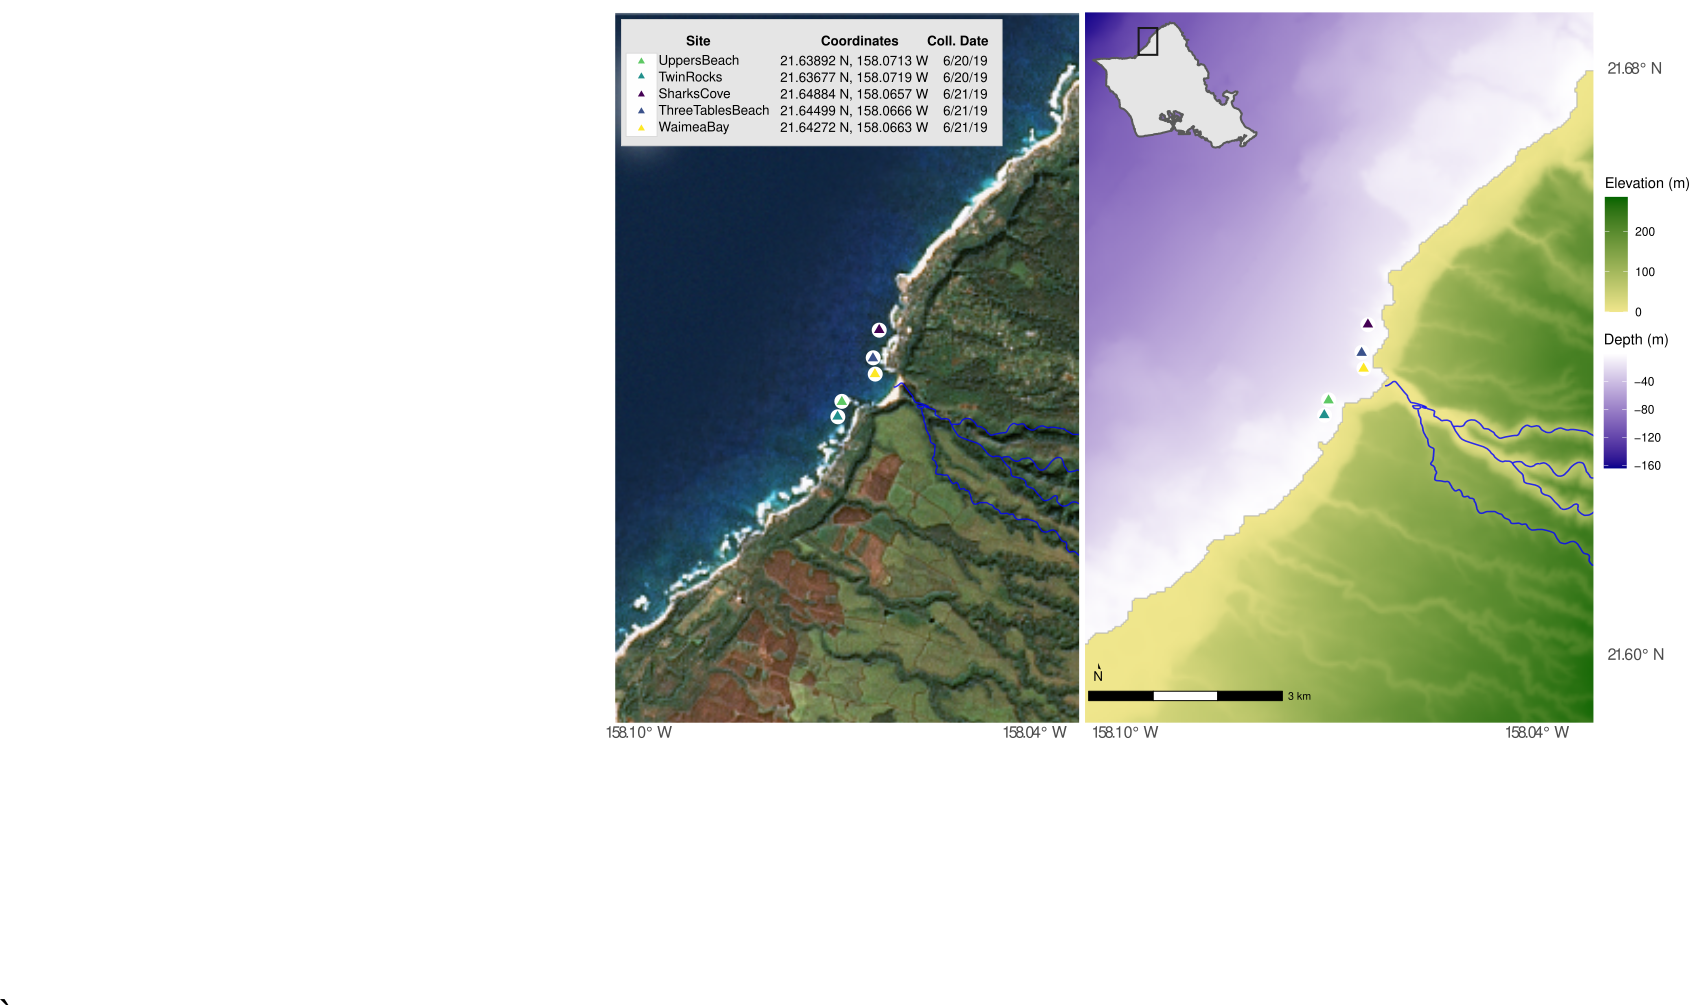 Site Coordinates Coll. Date
UppersBeach 21.63892 N, 158.0713 W 6/20/19
TwinRocks 21.63677 N, 158.0719 W 6/20/19
SharksCove 21.64884 N, 158.0657 W 6/21/19
ThreeTablesBeach 21.64499 N, 158.0666 W 6/21/19
WaimeaBay 21.64272 N, 158.0663 W 6/21/19
21.68° N
Elevation (m)
200
100
0
Depth (m)
−40
−80
−120
−160
21.60° N
N
3 km
158.10° W 158.04° W 158.10° W 158.04° W